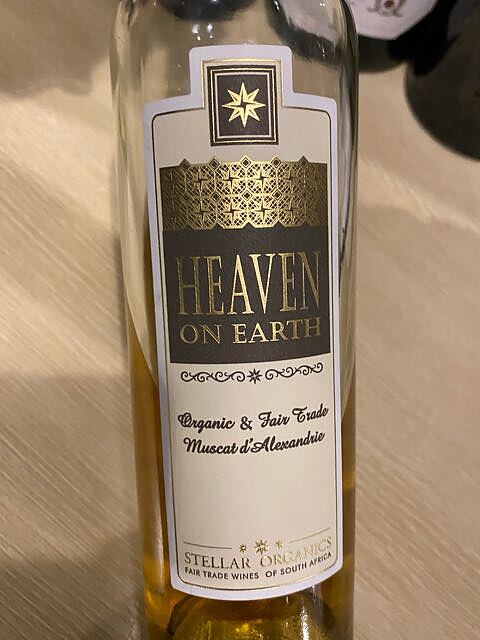 HEAVEN
ON EARTH
Organic & Fair Trade
Muscat d'Alexandrie
STELLAR ORGANICS
FAIR TRADE WINES OF SOUTH AFRICA